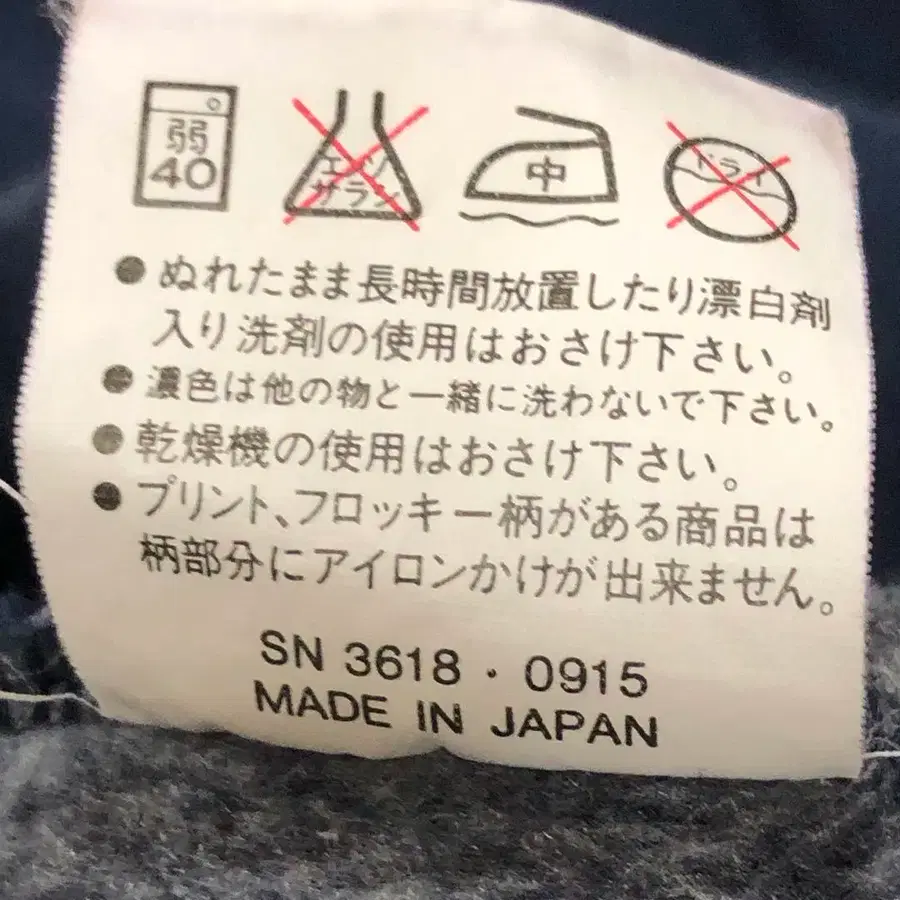 弱
40
エンソ
サラシ
中
ドライ
●ぬれたまま長時間放置したり漂白剤
入り洗剤の使用はおさけ下さい。
●濃色は他の物と一緒に洗わないで下さい。
●乾燥機の使用はおさけ下さい。
●プリント、フロッキー柄がある商品は
柄部分にアイロンかけが出来ません。
SN 3618・0915
MADE IN JAPAN